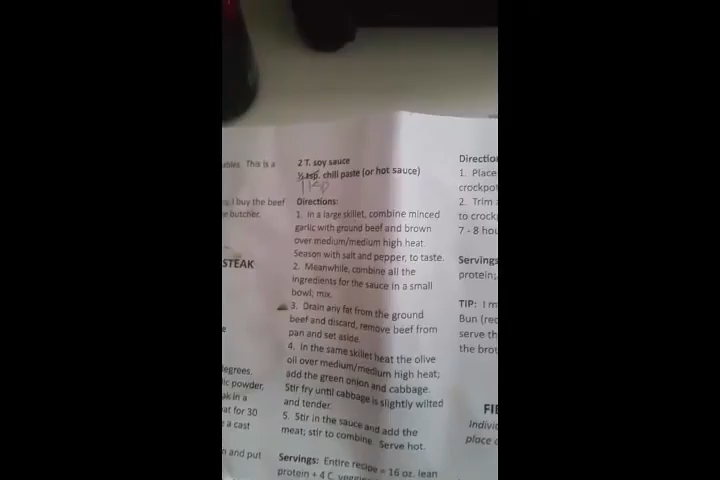 ables. This is a
I buy the beef
e butcher.
STEAK
e
egrees.
ic powder,
ak in a
at for 30
e a cast
n and put
2 T. soy sauce
½ tsp. chili paste (or hot sauce)
1 tsp
Directions:
1. In a large skillet, combine minced
garlic with ground beef and brown
over medium/medium high heat.
Season with salt and pepper, to taste.
2. Meanwhile, combine all the
ingredients for the sauce in a small
bowl; mix.
3. Drain any fat from the ground
beef and discard, remove beef from
pan and set aside.
4. In the same skillet heat the olive
oil over medium/medium high heat;
add the green onion and cabbage.
Stir fry until cabbage is slightly wilted
and tender.
5. Stir in the sauce and add the
meat; stir to combine. Serve hot.
Servings: Entire recipe = 16 oz. lean
protein + 4 C veggies
Direction
1. Place
crockpot
2. Trim
to crock
7 - 8 hou
Servings
protein;
TIP: I m
Bun (rec
serve th
the brot
FI
Individ
place o